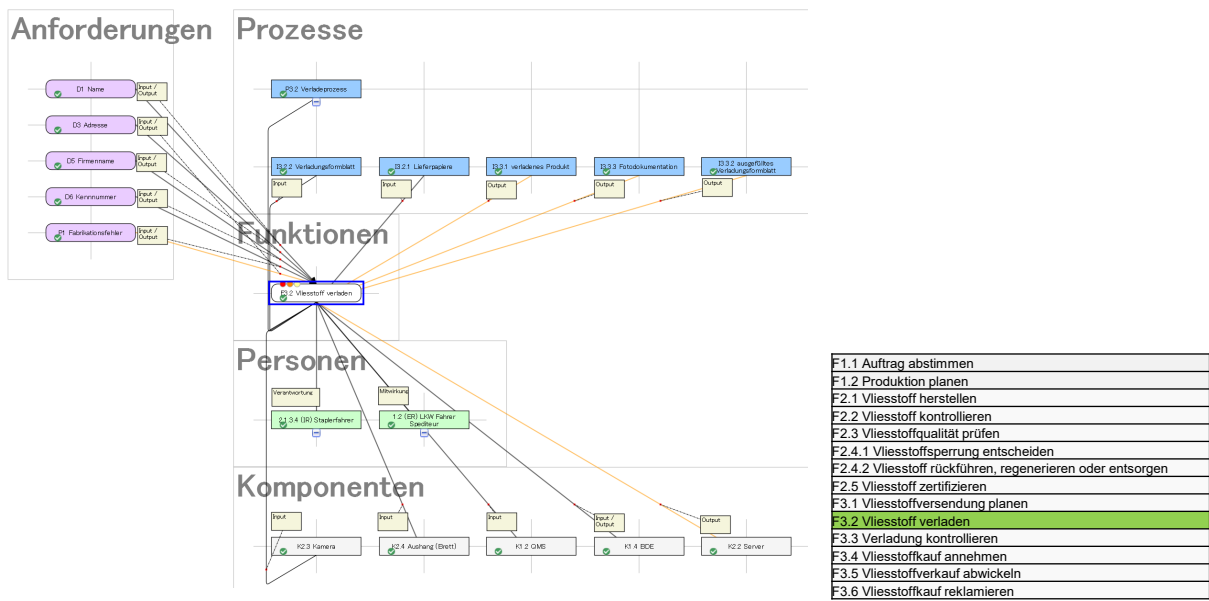 Anforderungen
Prozesse
D1 Name
Input /
Output
D3 Adresse
Input /
Output
D5 Firmenname
Input /
Output
D6 Kennnummer
Input /
Output
P1 Fabrikationsfehler
Input /
Output
P3.2 Verladeprozess
I3.2.2 Verladungsformblatt
I3.2.1 Lieferpapiere
I3.3.1 verladenes Produkt
I3.3.3 Fotodokumentation
I3.3.2 ausgefülltes
Verladungsformblatt
Input
Input
Output
Output
Output
Funktionen
F3.2 Vliesstoff verladen
Personen
Verantwortung
Mitwirkung
2.1.3.4 (IR) Staplerfahrer
1.2 (ER) LKW Fahrer
Spediteur
Komponenten
Input
Input
Input
Input /
Output
Output
K2.3 Kamera
K2.4 Aushang (Brett)
K1.2 QMS
K1.4 BDE
K2.2 Server
F1.1 Auftrag abstimmen
F1.2 Produktion planen
F2.1 Vliesstoff herstellen
F2.2 Vliesstoff kontrollieren
F2.3 Vliesstoffqualität prüfen
F2.4.1 Vliesstoffsperrung entscheiden
F2.4.2 Vliesstoff rückführen, regenerieren oder entsorgen
F2.5 Vliesstoff zertifizieren
F3.1 Vliesstoffversendung planen
F3.2 Vliesstoff verladen
F3.3 Verladung kontrollieren
F3.4 Vliesstoffkauf annehmen
F3.5 Vliesstoffverkauf abwickeln
F3.6 Vliesstoffkauf reklamieren